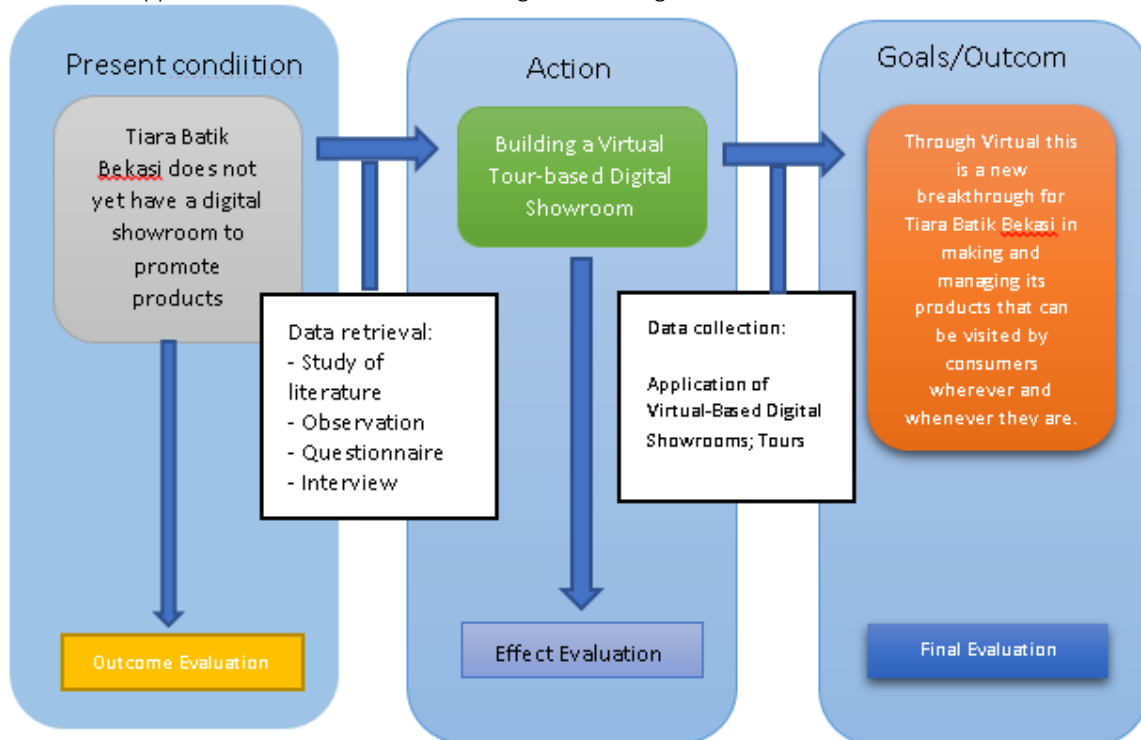 Present condiition
Tiara Batik
Bekasi does not
yet have a digital
showroom to
promote
products
Outcome Evaluation
Data retrieval:
- Study of
literature
- Observation
- Questionnaire
- Interview
Action
Building a Virtual
Tour-based Digital
Showroom
Effect Evaluation
Data collection:
Application of
Virtual-Based Digital
Showrooms; Tours
Goals/Outcom
Through Virtual this
is a new
breakthrough for
Tiara Batik Bekasi in
making and
managing its
products that can
be visited by
consumers
wherever and
whenever they are.
Final Evaluation